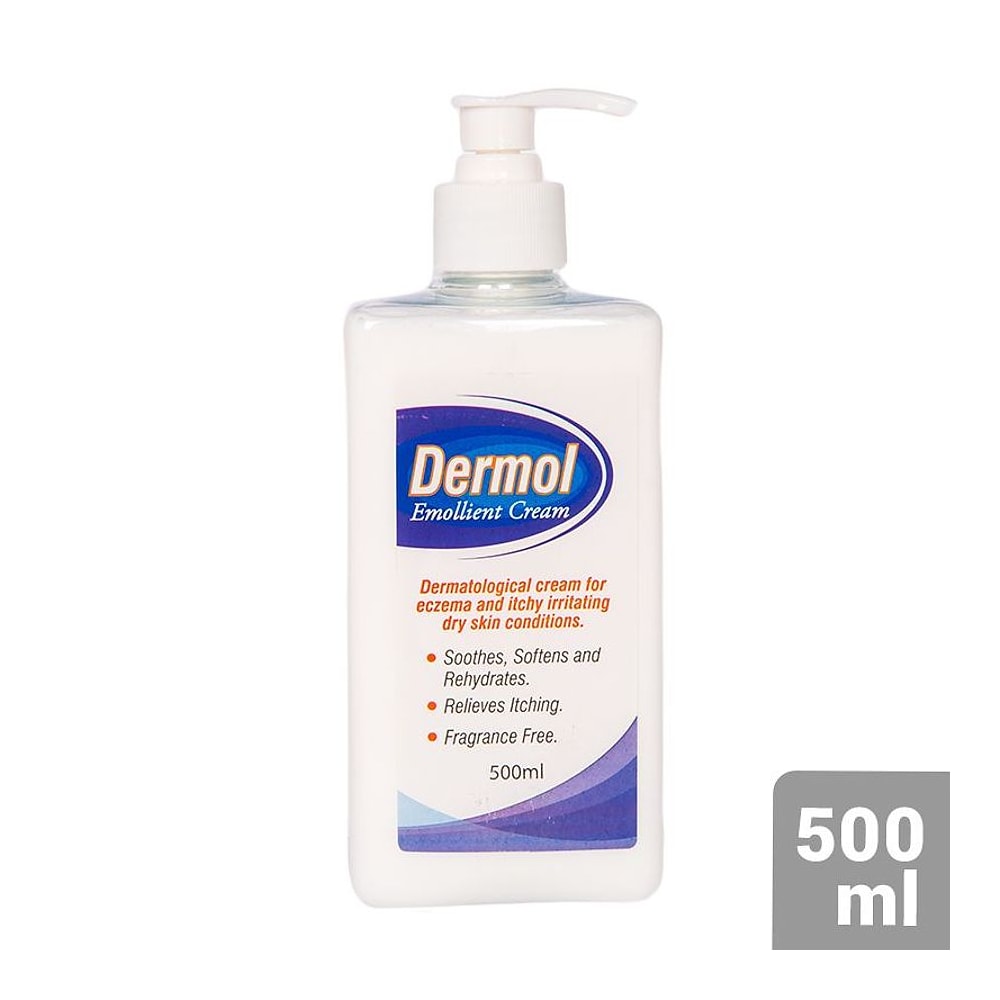 Dermol
Emollient Cream
Dermatological cream for
eczema and itchy irritating
dry skin conditions.
• Soothes, Softens and
Rehydrates.
• Relieves Itching.
• Fragrance Free.
500ml
500
ml